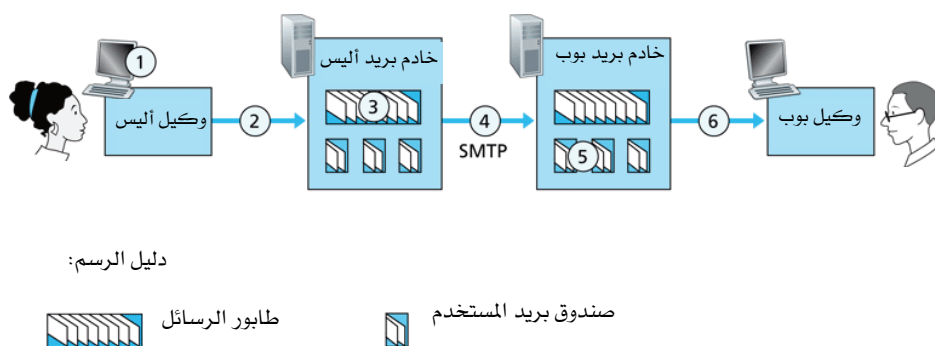 1
وكيل أليس
2
خادم بريد أليس
3
4
SMTP
خادم بريد بوب
5
6
وكيل بوب
دليل الرسم:
طابور الرسائل
صندوق بريد المستخدم